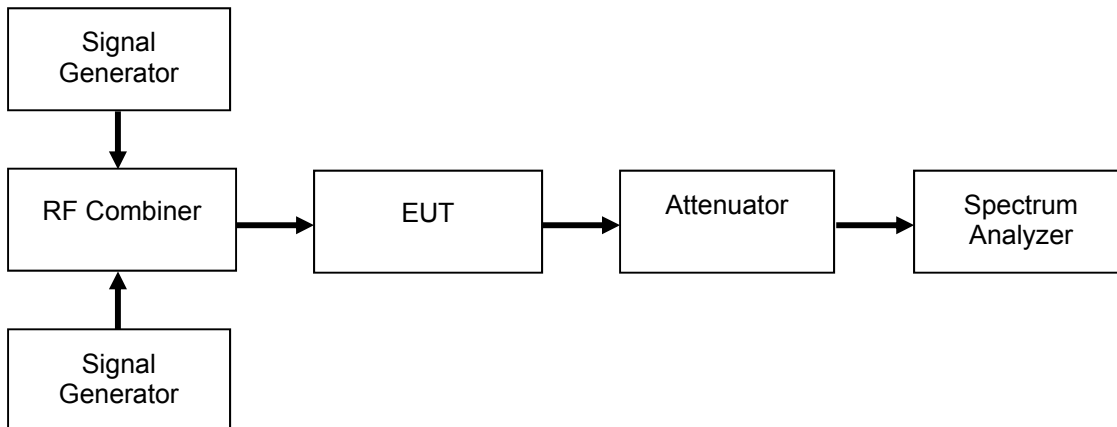 Signal
Generator
RF Combiner
EUT
Attenuator
Spectrum
Analyzer
Signal
Generator